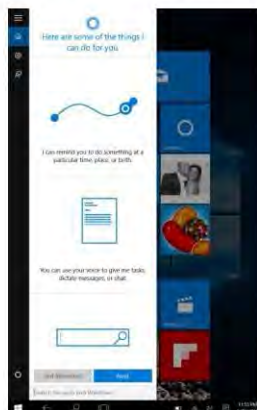 Here are some of the things I
can do for you.
I can remind you to do something at a
particular time, place, or both.
You can use your voice to give me tasks,
dictate messages, or chat.
Next